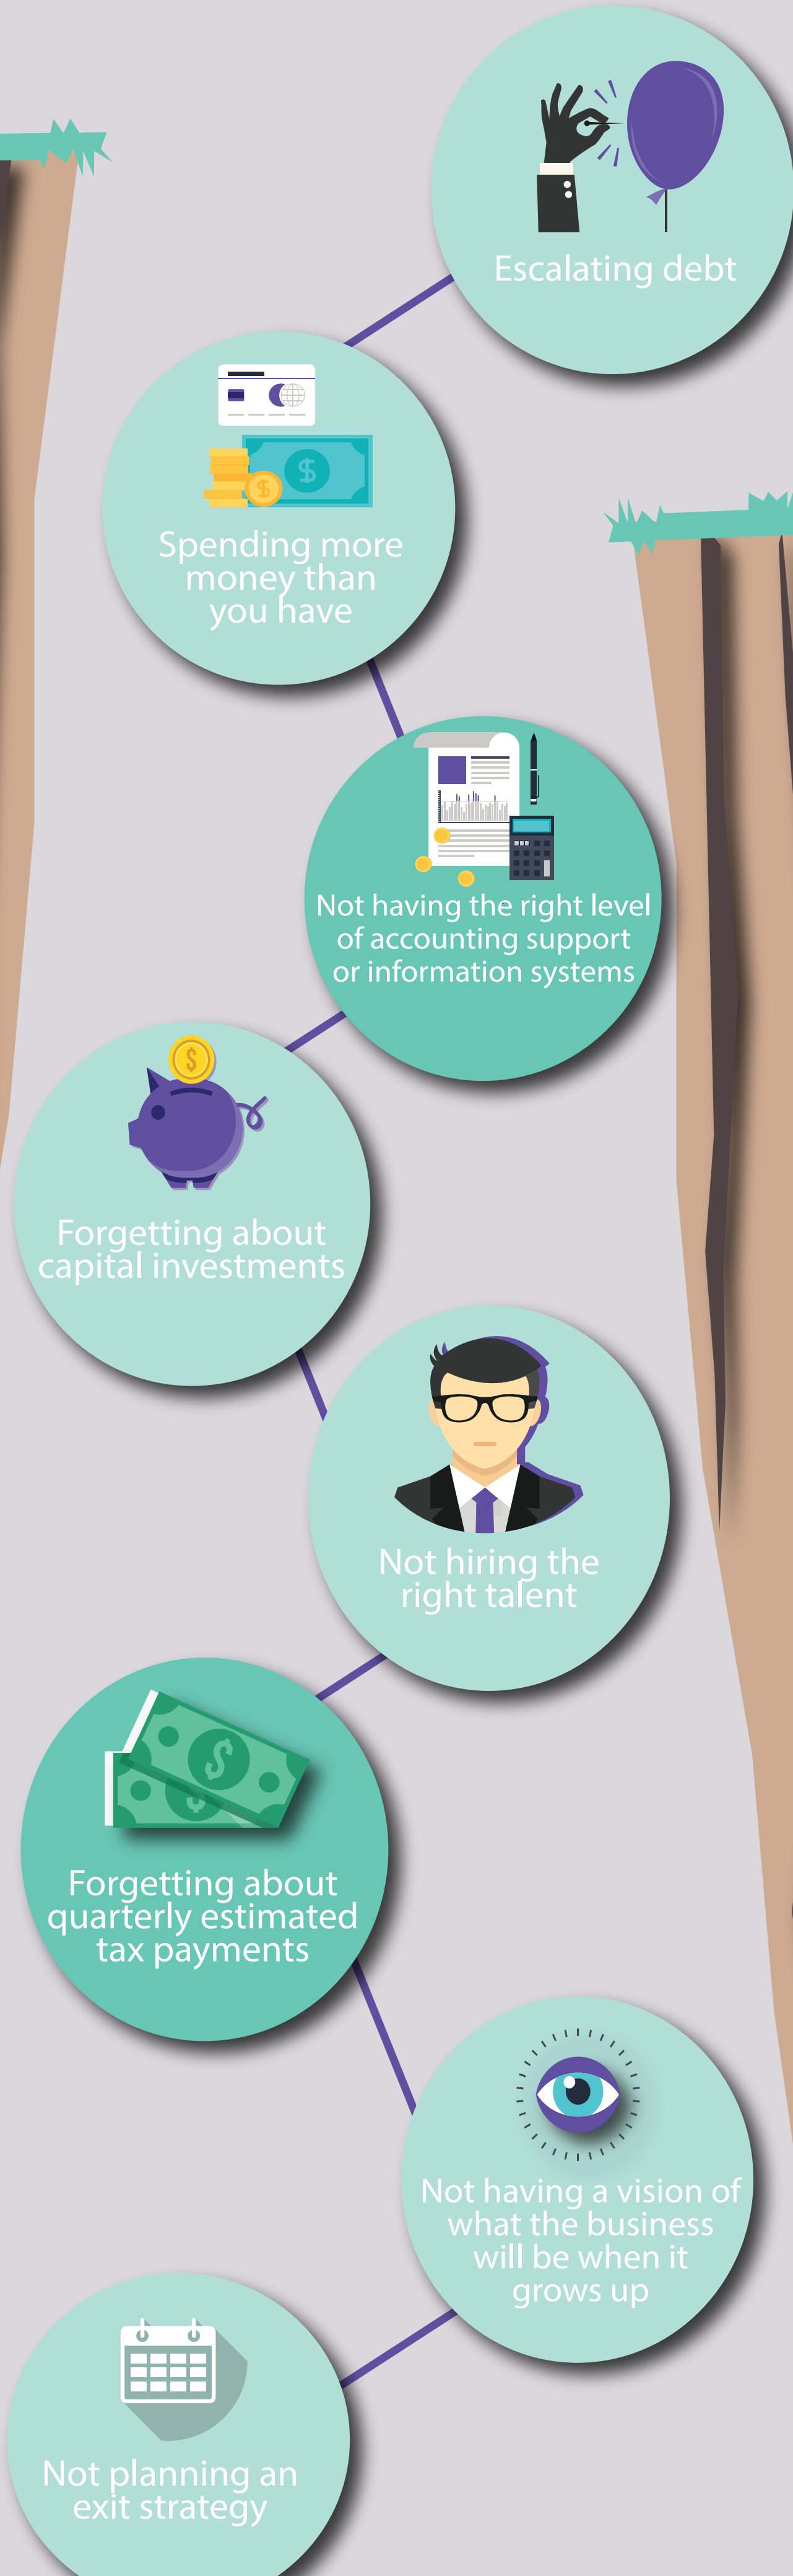 Escalating debt
Spending more
money than
you have
Not having the right level
of accounting support
or information systems
Forgetting about
capital investments
Not hiring the
right talent
Forgetting about
quarterly estimated
tax payments
Not having a vision of
what the business
will be when it
grows up
Not planning an
exit strategy